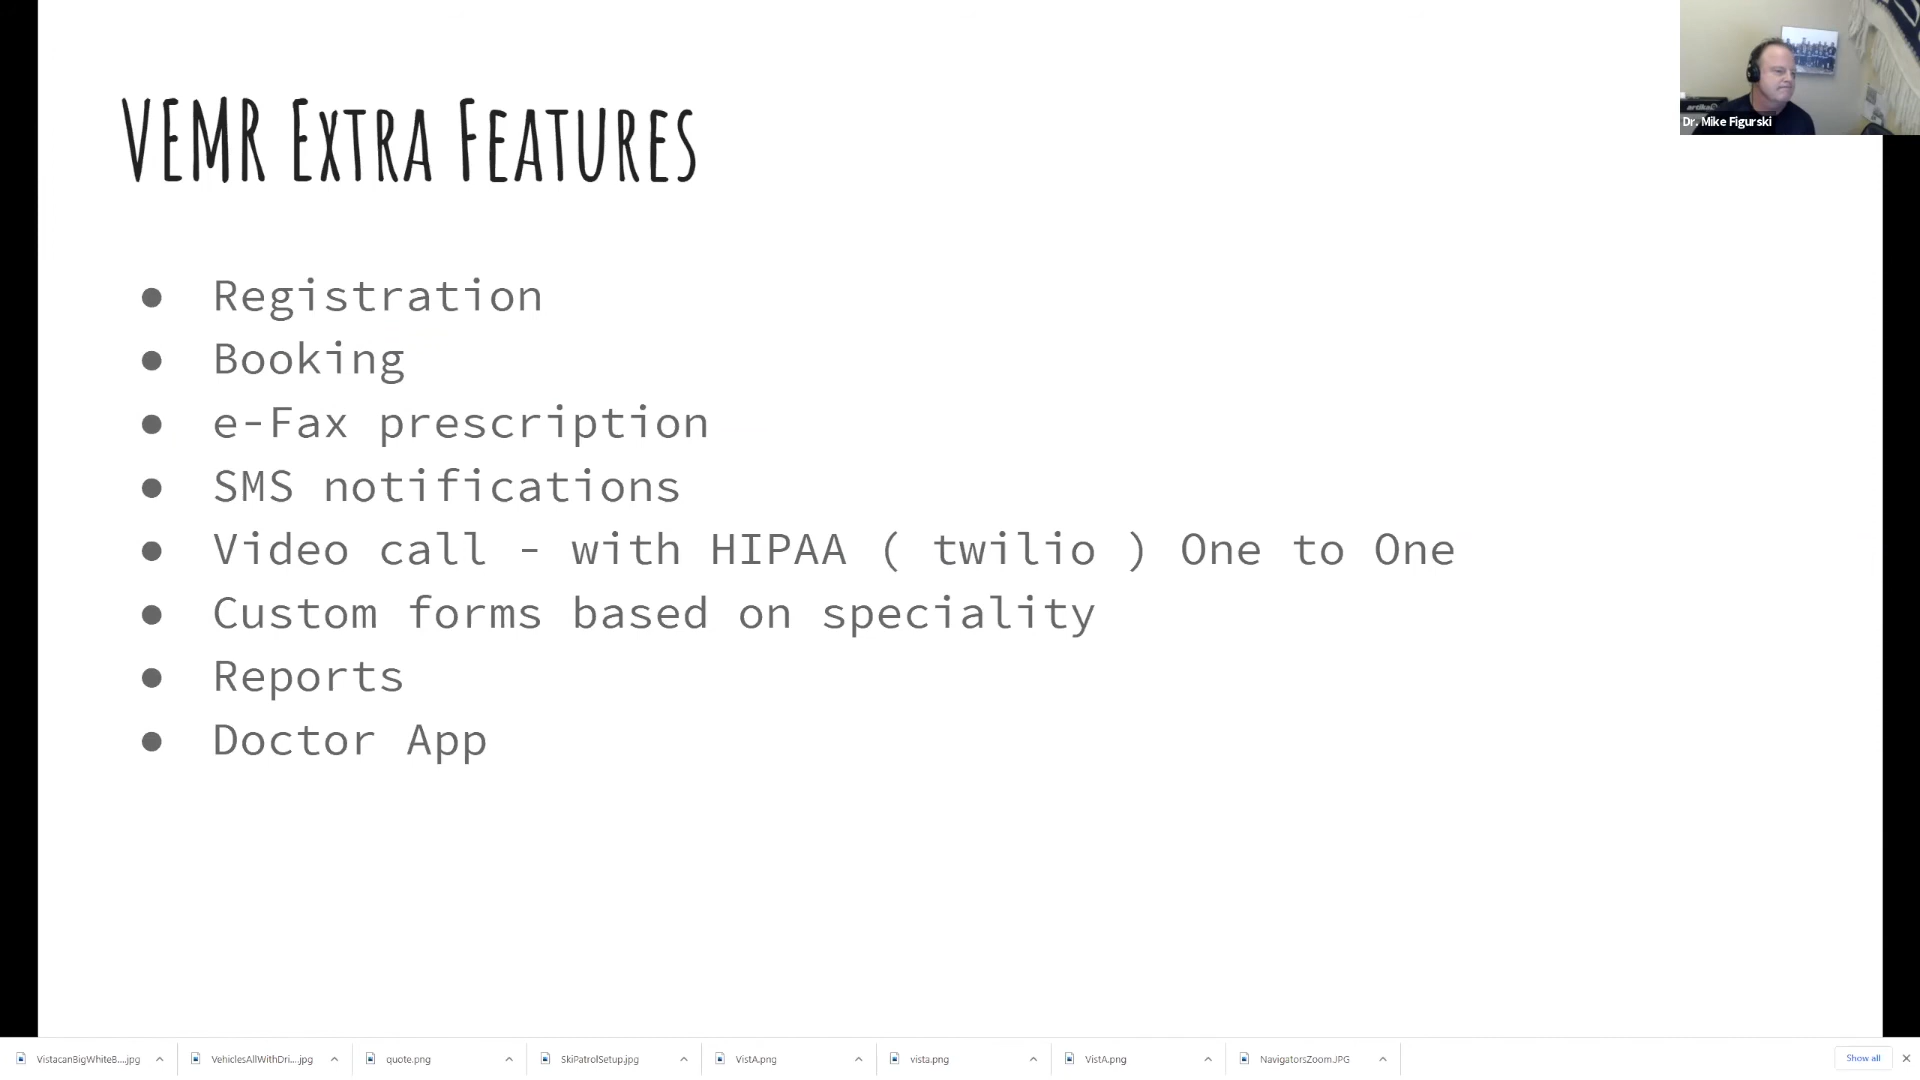 VEMR Extra Features
artika
Dr. Mike Figurski
● Registration
● Booking
● e-Fax prescription
● SMS notifications
● Video call - with HIPAA ( twilio ) One to One
● Custom forms based on speciality
● Reports
● Doctor App
VistacanBigWhiteB....jpg
VehiclesAllWithDri....jpg
quote.png
SkiPatrolSetup.jpg
VistA.png
vista.png
VistA.png
NavigatorsZoom.JPG
Show all